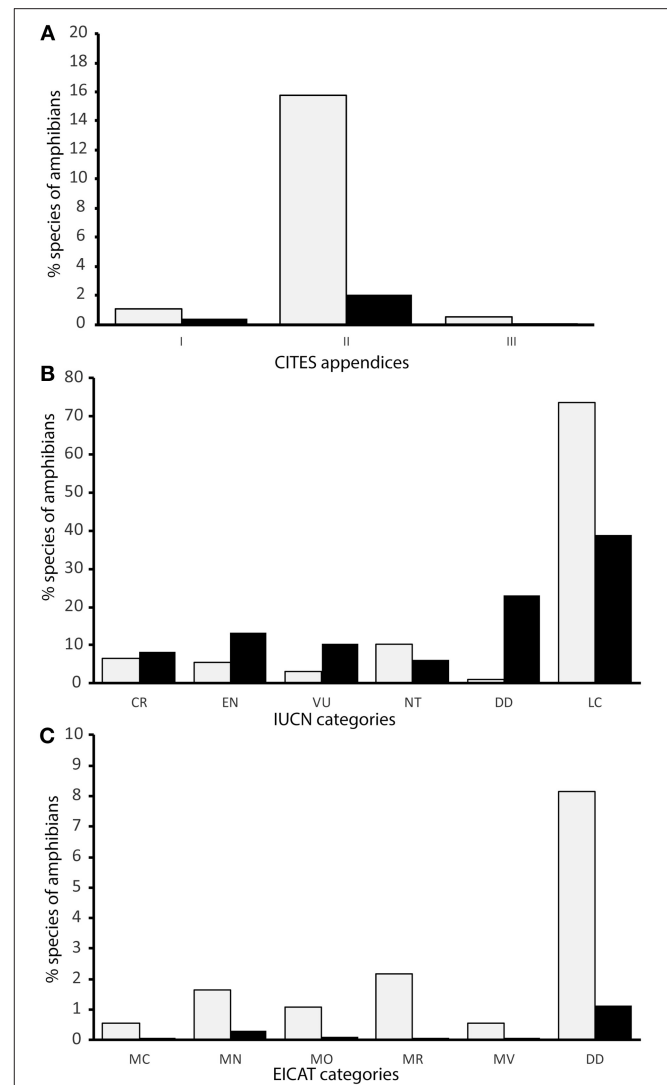 A
% species of amphibians
20
18
16
14
12
10
8
6
4
2
0
I II III
CITES appendices
B
% species of amphibians
80
70
60
50
40
30
20
10
0
CR EN VU NT DD LC
IUCN categories
C
% species of amphibians
10
9
8
7
6
5
4
3
2
1
0
MC MN MO MR MV DD
EICAT categories